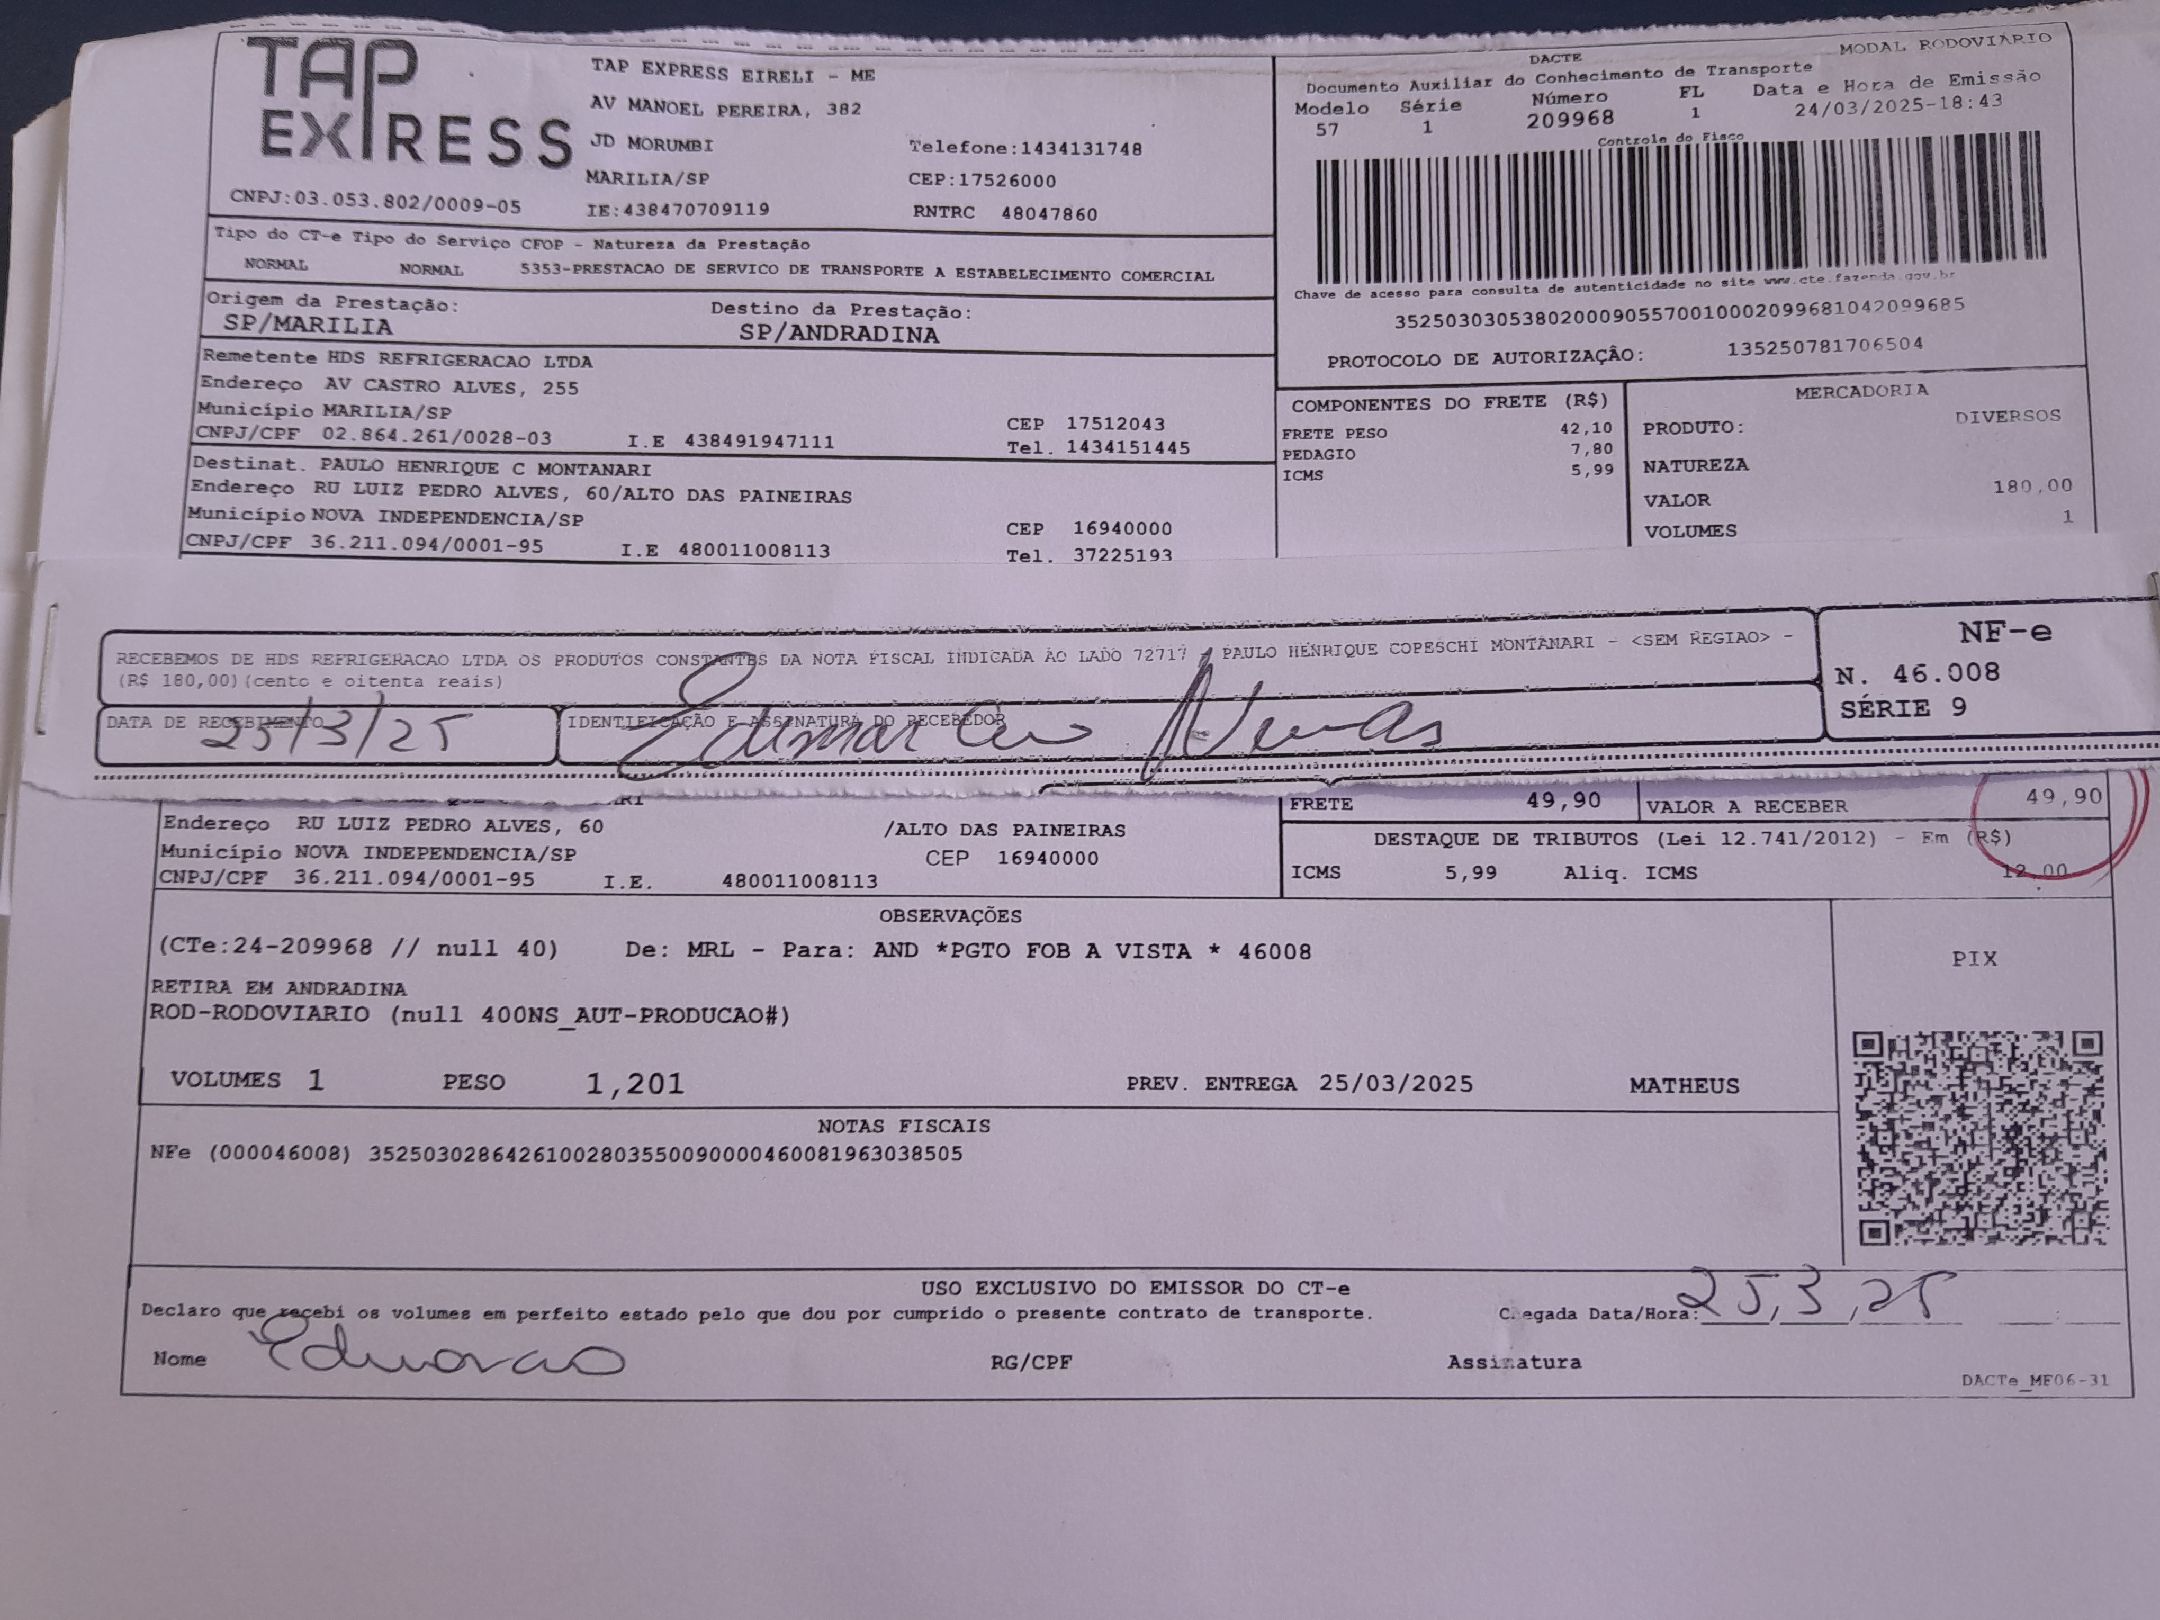 TAP
EXPRESS
CNPJ:03.053.802/0009-05
TAP EXPRESS EIRELI - ME
AV MANOEL PEREIRA, 382
JD MORUMBI Telefone:1434131748
MARILIA/SP CEP:17526000
IE:438470709119 RNTRC 48047860
DACTE MODAL RODOVIÁRIO
Documento Auxiliar do Conhecimento de Transporte
Modelo Série Número FL Data e Hora de Emissão
57 1 209968 1 24/03/2025-18:43
Controle do Fisco
Chave de acesso para consulta de autenticidade no site www.cte.fazenda.gov.br
35250303053802000905570010002099681042099685
PROTOCOLO DE AUTORIZAÇÃO: 135250781706504
Tipo do CT-e Tipo do Serviço CFOP - Natureza da Prestação
NORMAL NORMAL 5353-PRESTACAO DE SERVICO DE TRANSPORTE A ESTABELECIMENTO COMERCIAL
Origem da Prestação: Destino da Prestação:
SP/MARILIA SP/ANDRADINA
Remetente HDS REFRIGERACAO LTDA
Endereço AV CASTRO ALVES, 255
Município MARILIA/SP CEP 17512043
CNPJ/CPF 02.864.261/0028-03 I.E 438491947111 Tel. 1434151445
Destinat. PAULO HENRIQUE C MONTANARI
Endereço RU LUIZ PEDRO ALVES, 60/ALTO DAS PAINEIRAS
Município NOVA INDEPENDENCIA/SP CEP 16940000
CNPJ/CPF 36.211.094/0001-95 I.E 480011008113 Tel. 37225193
COMPONENTES DO FRETE (R$)
FRETE PESO 42,10
PEDAGIO 7,80
ICMS 5,99
MERCADORIA
PRODUTO: DIVERSOS
NATUREZA
VALOR 180,00
VOLUMES 1
RECEBEMOS DE HDS REFRIGERACAO LTDA OS PRODUTOS CONSTANTES DA NOTA FISCAL INDICADA AO LADO 72717 - PAULO HENRIQUE COPESCHI MONTANARI - <SEM REGIAO> -
(R$ 180,00)(cento e oitenta reais)
DATA DE RECEBIMENTO IDENTIFICAÇÃO E ASSINATURA DO RECEBEDOR
25/3/25
NF-e
N. 46.008
SÉRIE 9
FRETE 49,90 VALOR A RECEBER 49,90
Endereço RU LUIZ PEDRO ALVES, 60 /ALTO DAS PAINEIRAS
Município NOVA INDEPENDENCIA/SP CEP 16940000
CNPJ/CPF 36.211.094/0001-95 I.E. 480011008113
DESTAQUE DE TRIBUTOS (Lei 12.741/2012) - Em (R$)
ICMS 5,99 Aliq. ICMS 12,00
OBSERVAÇÕES
(CTe:24-209968 // null 40) De: MRL - Para: AND *PGTO FOB A VISTA * 46008
RETIRA EM ANDRADINA
ROD-RODOVIARIO (null 400NS_AUT-PRODUCAO#)
VOLUMES 1 PESO 1,201 PREV. ENTREGA 25/03/2025 MATHEUS
PIX
NOTAS FISCAIS
NFe (000046008) 35250302864261002803550090000460081963038505
USO EXCLUSIVO DO EMISSOR DO CT-e
Declaro que recebi os volumes em perfeito estado pelo que dou por cumprido o presente contrato de transporte. Chegada Data/Hora: 25,3,25
Nome RG/CPF Assinatura
DACTe_MF06-31